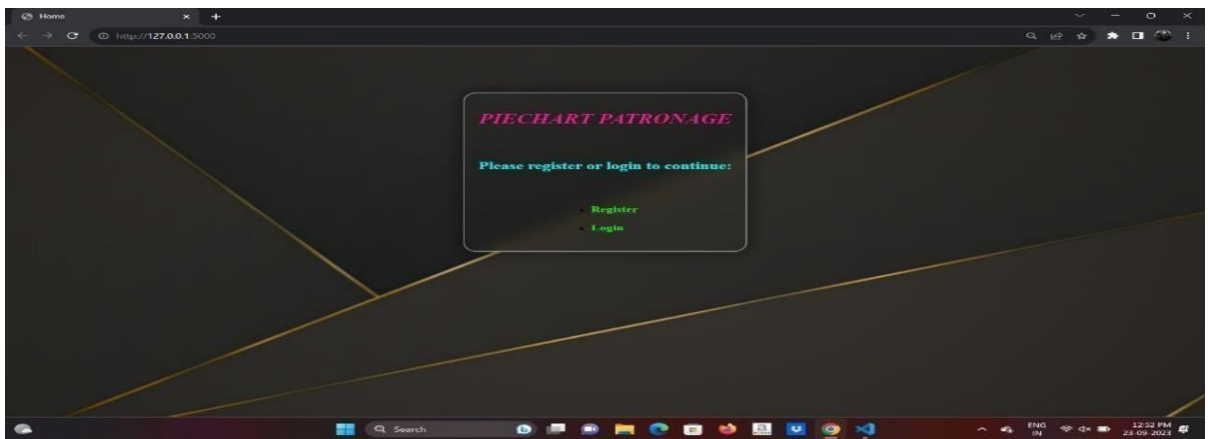 Home
http://127.0.0.1:5000
PIECHART PATRONAGE
Please register or login to continue:
Register
Login
Search
ENG
IN
12:52 PM
23-09-2023